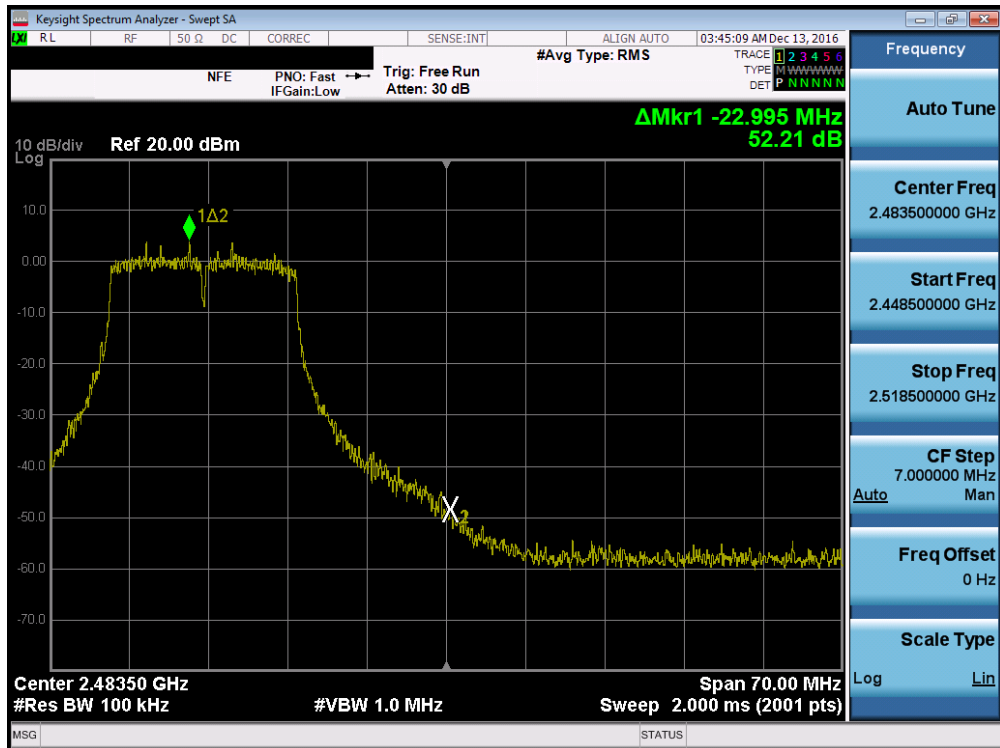 Keysight Spectrum Analyzer - Swept SA
LXI RL RF 50 Ω DC CORREC SENSE:INT ALIGN AUTO 03:45:09 AM Dec 13, 2016
#Avg Type: RMS
TRACE 1 2 3 4 5 6
TYPE M W W W W W
DET P N N N N N
NFE
PNO: Fast
IFGain:Low
Trig: Free Run
Atten: 30 dB
ΔMkr1 -22.995 MHz
52.21 dB
10 dB/div Ref 20.00 dBm
Log
10.0
0.00
-10.0
-20.0
-30.0
-40.0
-50.0
-60.0
-70.0
1Δ2
X2
Center 2.48350 GHz
#Res BW 100 kHz
#VBW 1.0 MHz
Span 70.00 MHz
Sweep 2.000 ms (2001 pts)
MSG
STATUS
Frequency
Auto Tune
Center Freq
2.483500000 GHz
Start Freq
2.448500000 GHz
Stop Freq
2.518500000 GHz
CF Step
7.000000 MHz
Auto Man
Freq Offset
0 Hz
Scale Type
Log Lin